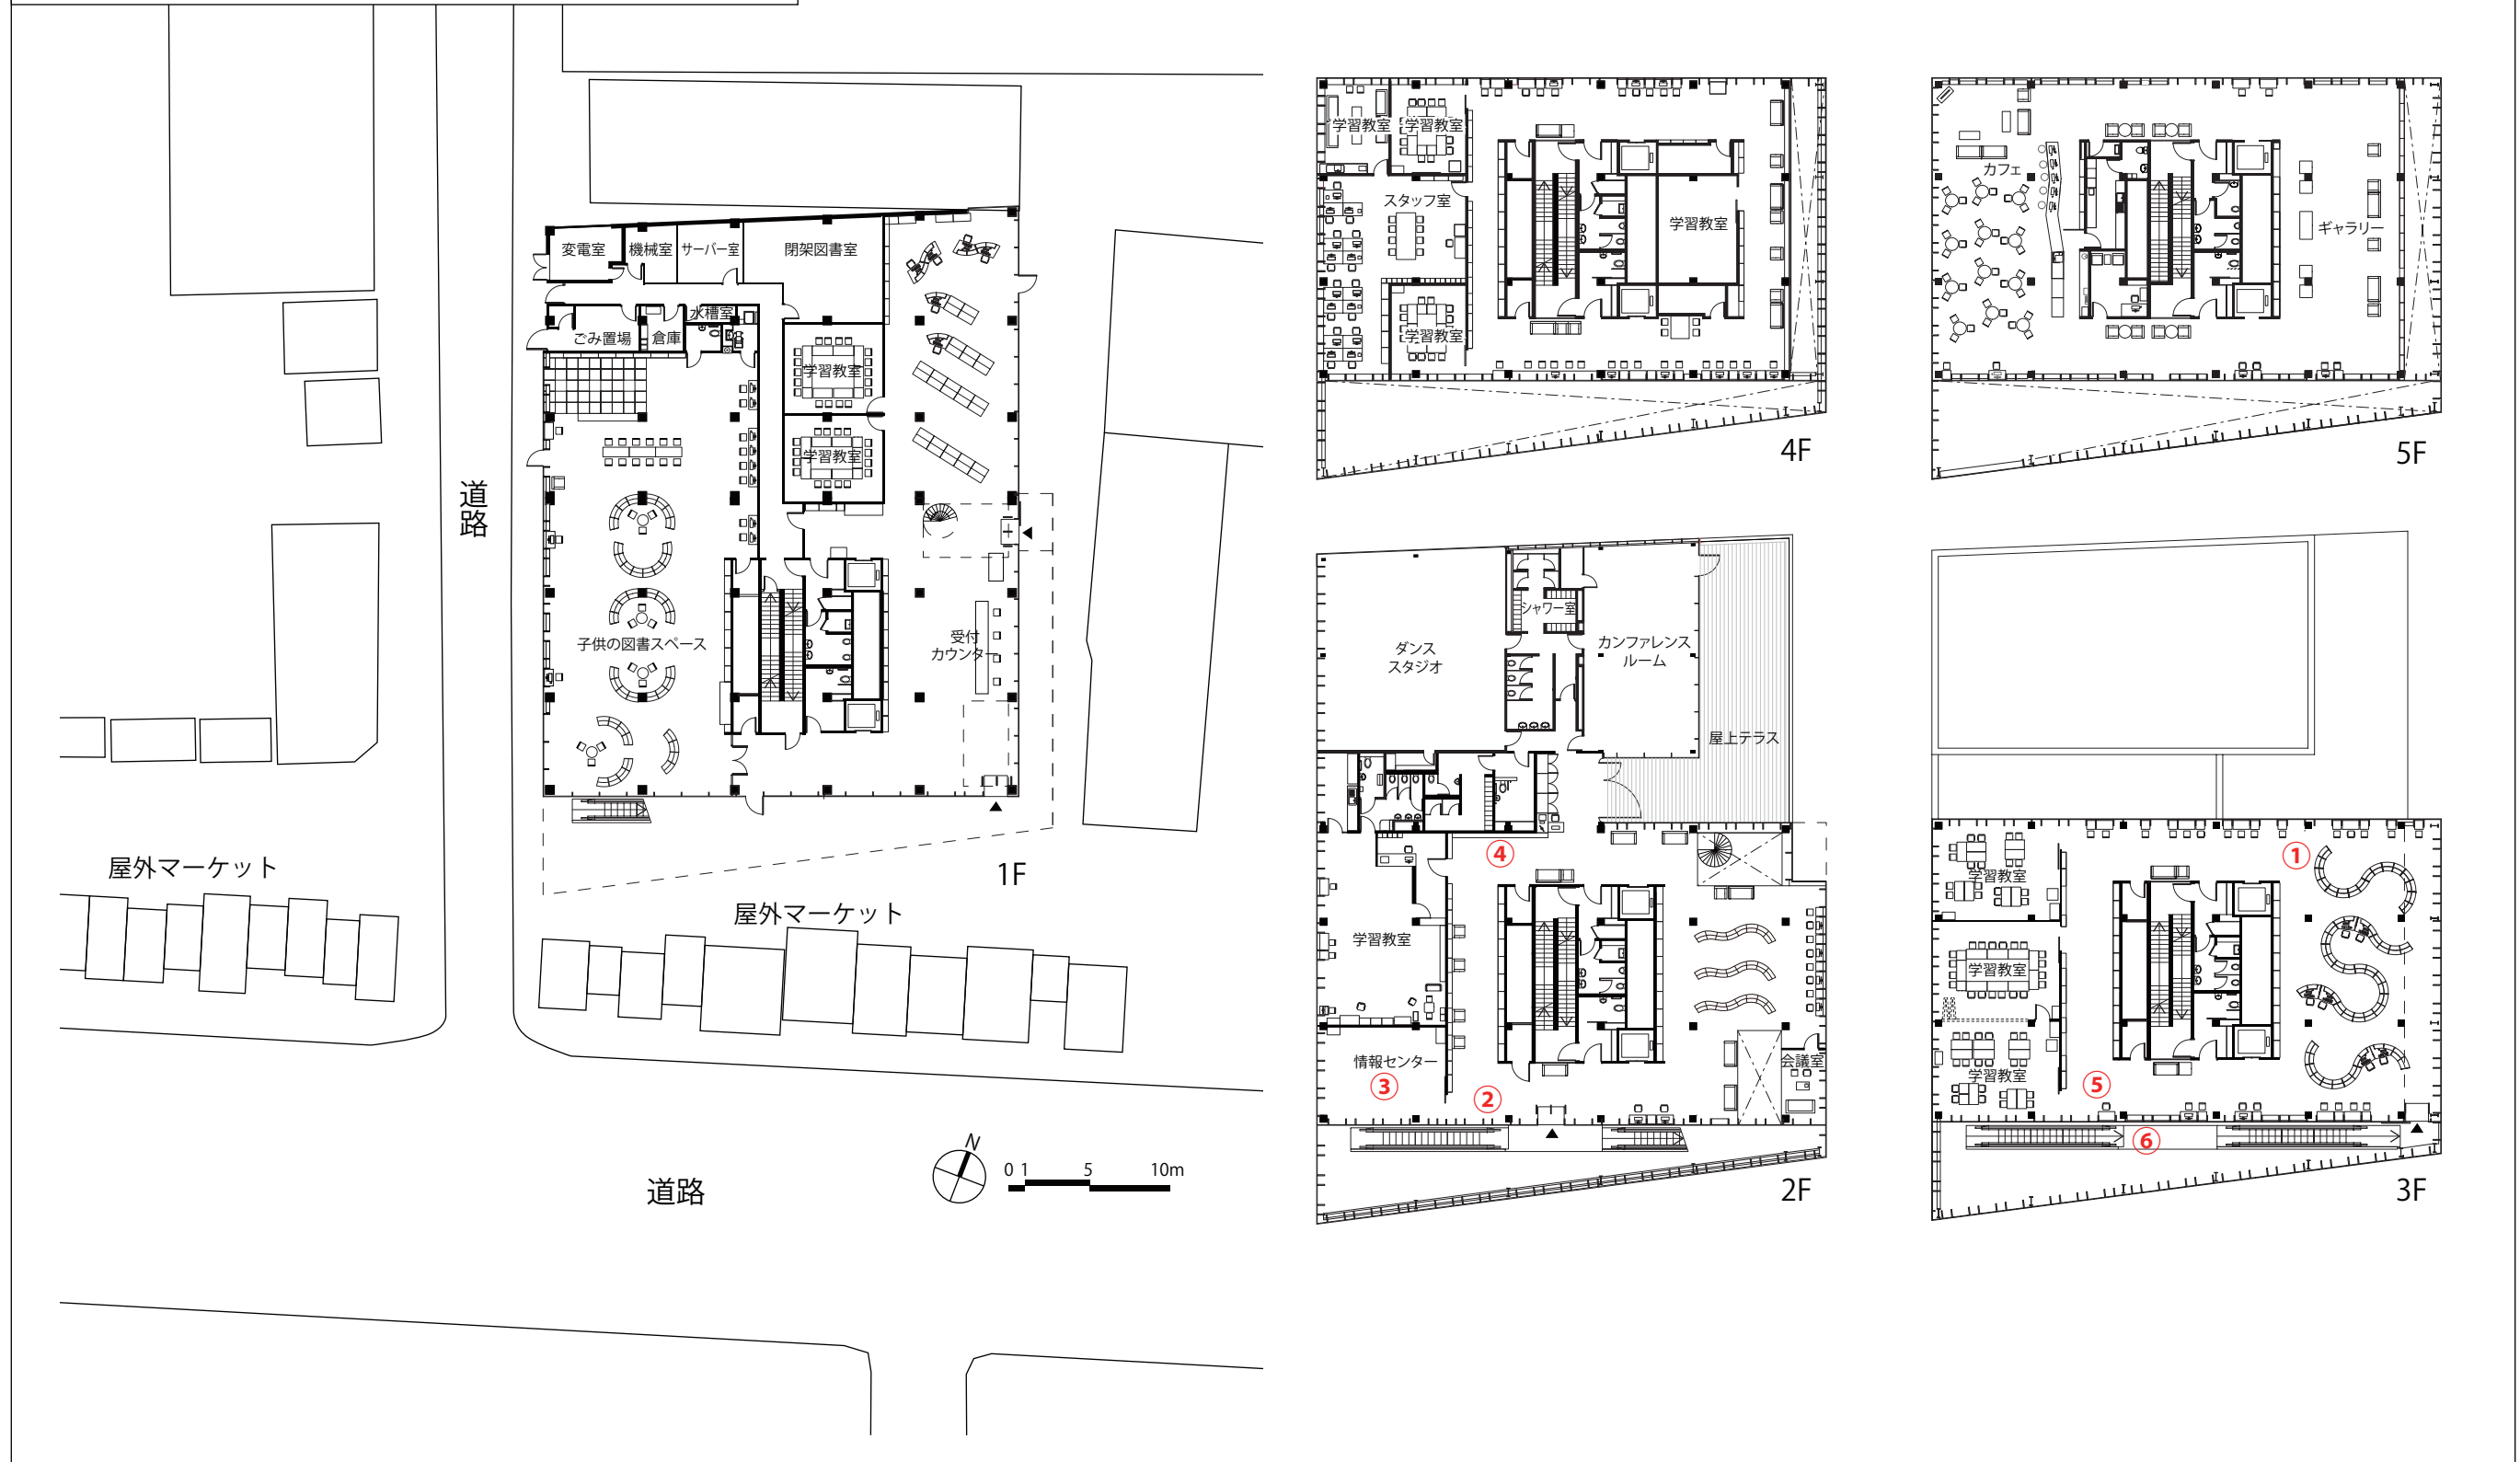 変電室
機械室
サーバー室
閉架図書室
水槽室
ごみ置場
倉庫
学習教室
学習教室
子供の図書スペース
受付
カウンター
道路
屋外マーケット
屋外マーケット
1F
道路
N
0 1 5 10m
学習教室
学習教室
スタッフ室
学習教室
学習教室
4F
カフェ
ギャラリー
5F
シャワー室
ダンス
スタジオ
カンファレンス
ルーム
屋上テラス
④
学習教室
情報センター
③
②
会議室
2F
①
学習教室
学習教室
学習教室
⑤
⑥
3F